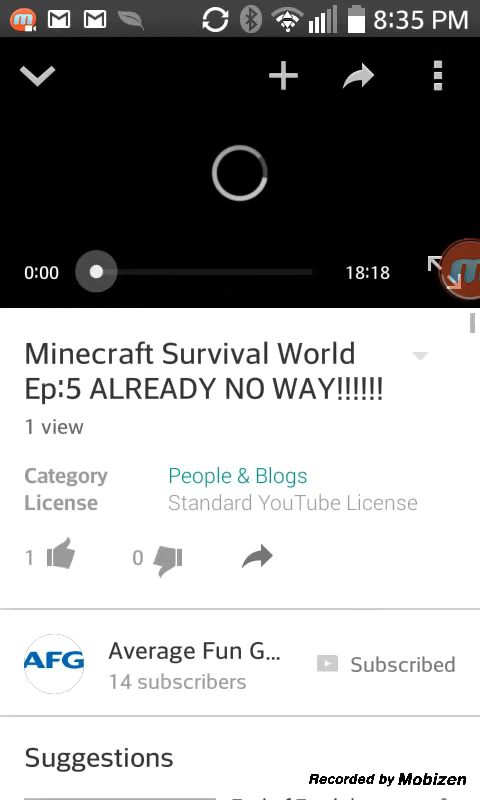 8:35 PM
0:00
18:18
Minecraft Survival World
Ep:5 ALREADY NO WAY!!!!!!
1 view
Category People & Blogs
License Standard YouTube License
1 0
AFG
Average Fun G...
Subscribed
14 subscribers
Suggestions
Recorded by Mobizen